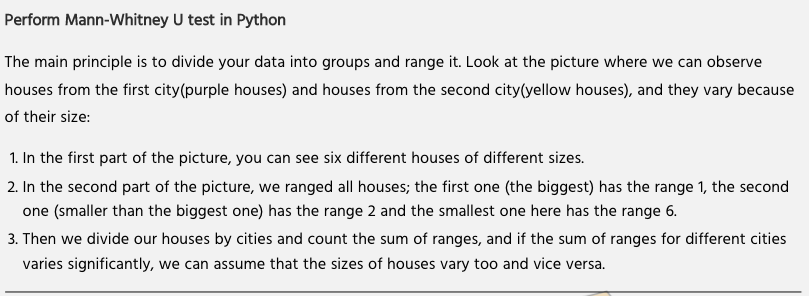 Perform Mann-Whitney U test in Python
The main principle is to divide your data into groups and range it. Look at the picture where we can observe
houses from the first city(purple houses) and houses from the second city(yellow houses), and they vary because
of their size:
1. In the first part of the picture, you can see six different houses of different sizes.
2. In the second part of the picture, we ranged all houses; the first one (the biggest) has the range 1, the second
one (smaller than the biggest one) has the range 2 and the smallest one here has the range 6.
3. Then we divide our houses by cities and count the sum of ranges, and if the sum of ranges for different cities
varies significantly, we can assume that the sizes of houses vary too and vice versa.